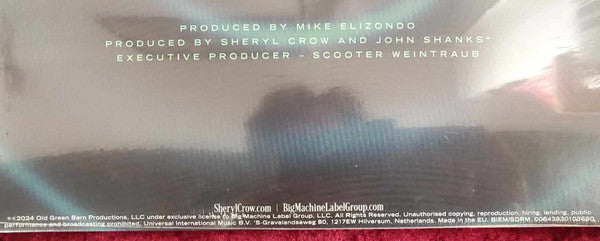 PRODUCED BY MIKE ELIZONDO
PRODUCED BY SHERYL CROW AND JOHN SHANKS*
EXECUTIVE PRODUCER - SCOOTER WEINTRAUB
SherylCrow.com | BigMachineLabelGroup.com
℗©2024 Old Green Barn Productions, LLC under exclusive license to Big Machine Label Group, LLC. All Rights Reserved. Unauthorised copying, reproduction, hiring, lending, public
performance and broadcasting prohibited. Universal International Music B.V. 'S-Gravelandseweg 80, 1217EW Hilversum, Netherlands. Made in the EU. BIEM/SDRM.